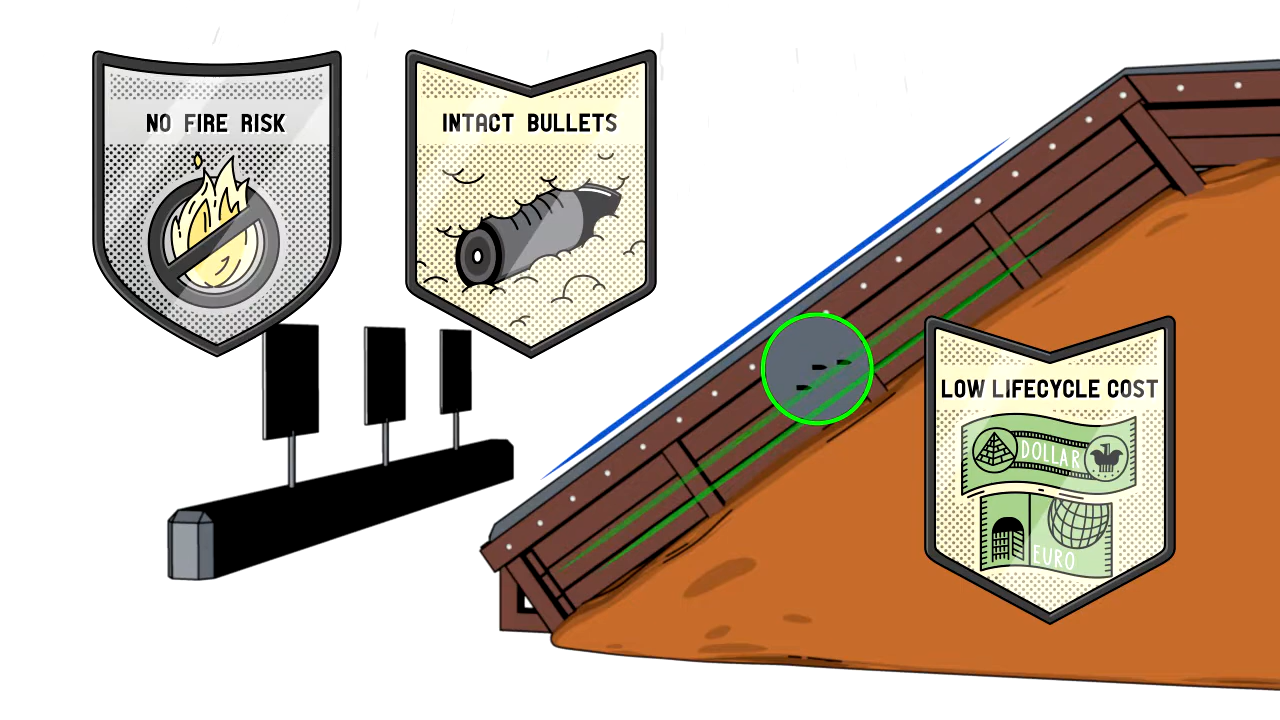 NO FIRE RISK
INTACT BULLETS
LOW LIFECYCLE COST
DOLLAR
EURO